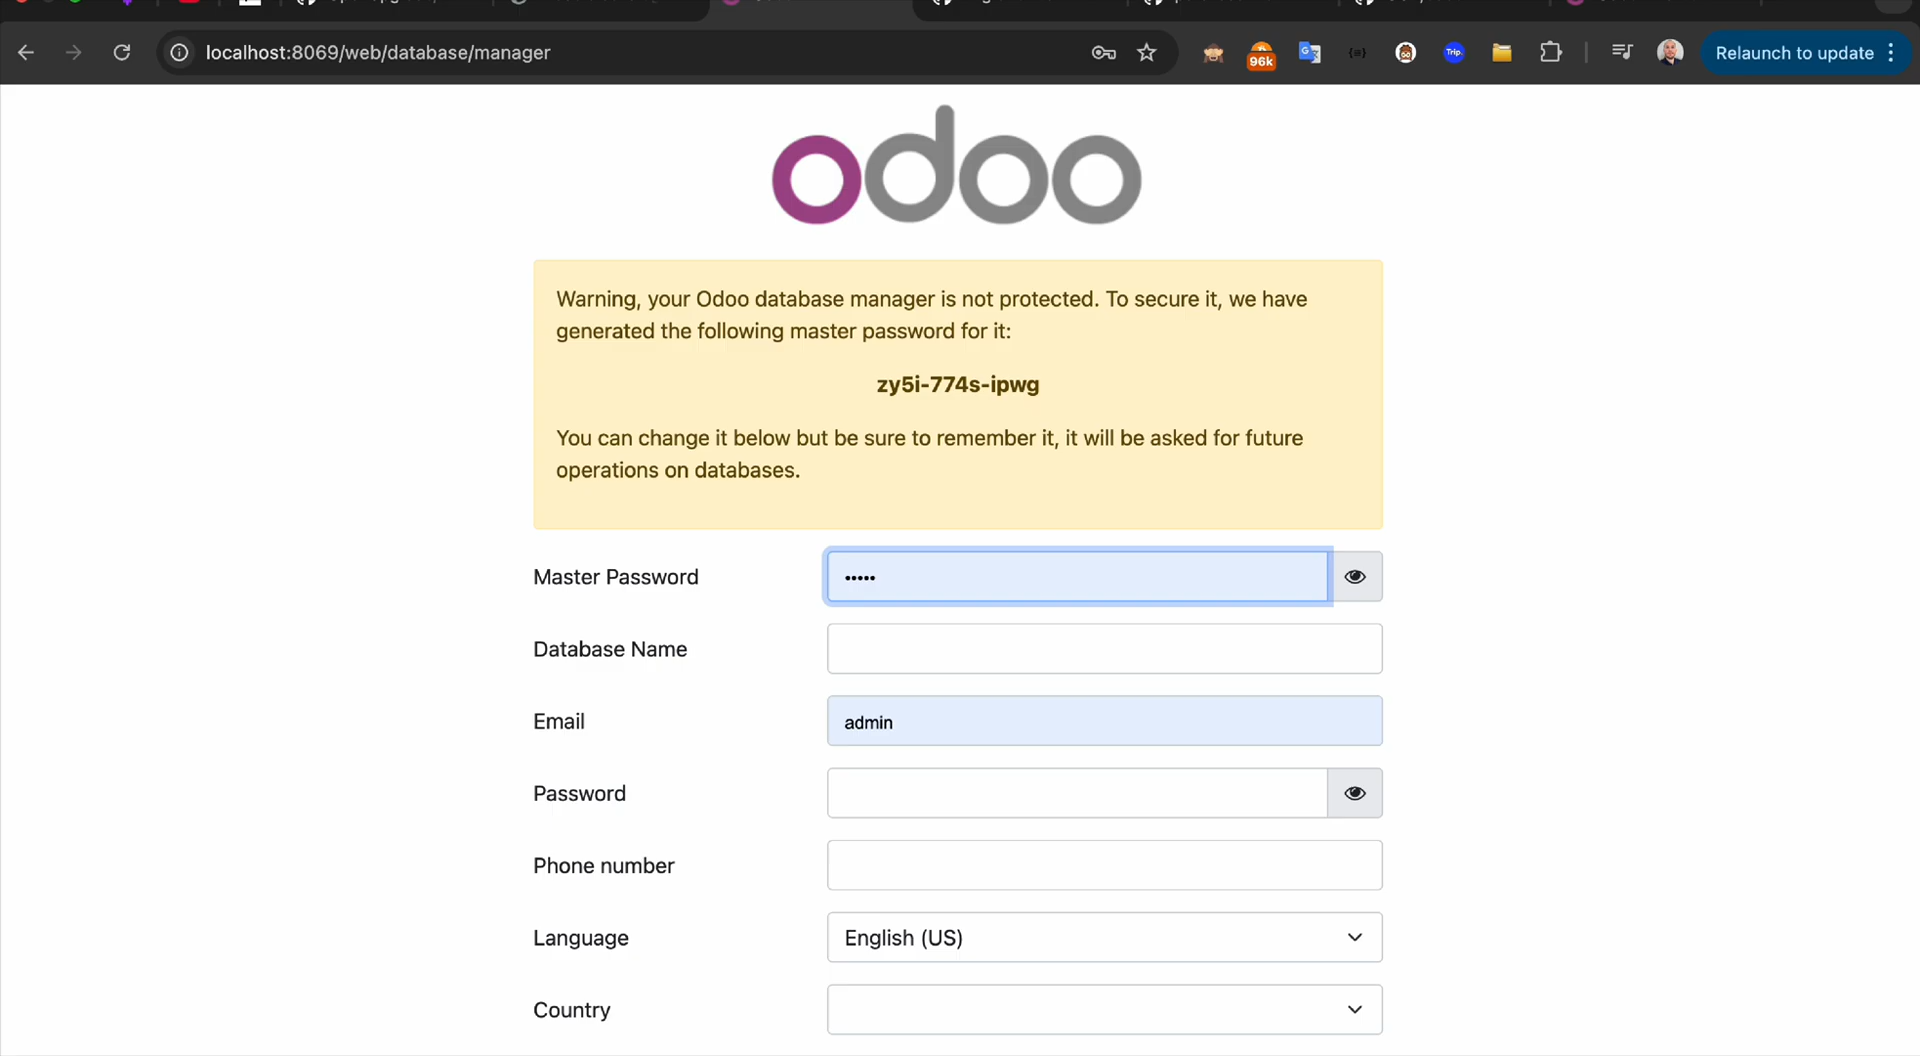 localhost:8069/web/database/manager
96k
Trip.
Relaunch to update
odoo
Warning, your Odoo database manager is not protected. To secure it, we have
generated the following master password for it:
zy5i-774s-ipwg
You can change it below but be sure to remember it, it will be asked for future
operations on databases.
Master Password
•••••
Database Name
Email
admin
Password
Phone number
Language
English (US)
Country